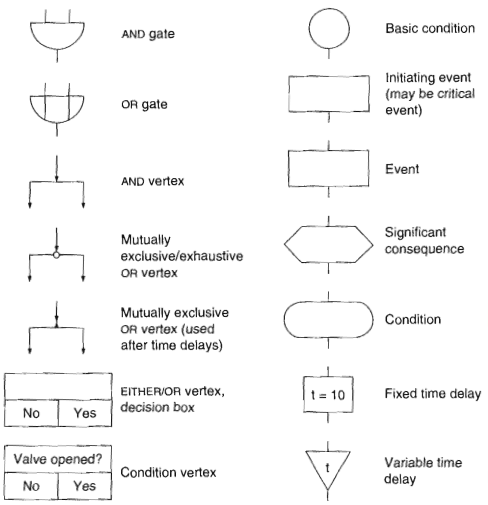 AND gate
OR gate
AND vertex
Mutually
exclusive/exhaustive
OR vertex
Mutually exclusive
OR vertex (used
after time delays)
EITHER/OR vertex,
decision box
No Yes
Valve opened?
No Yes
Condition vertex
Basic condition
Initiating event
(may be critical
event)
Event
Significant
consequence
Condition
t = 10
Fixed time delay
t
Variable time
delay